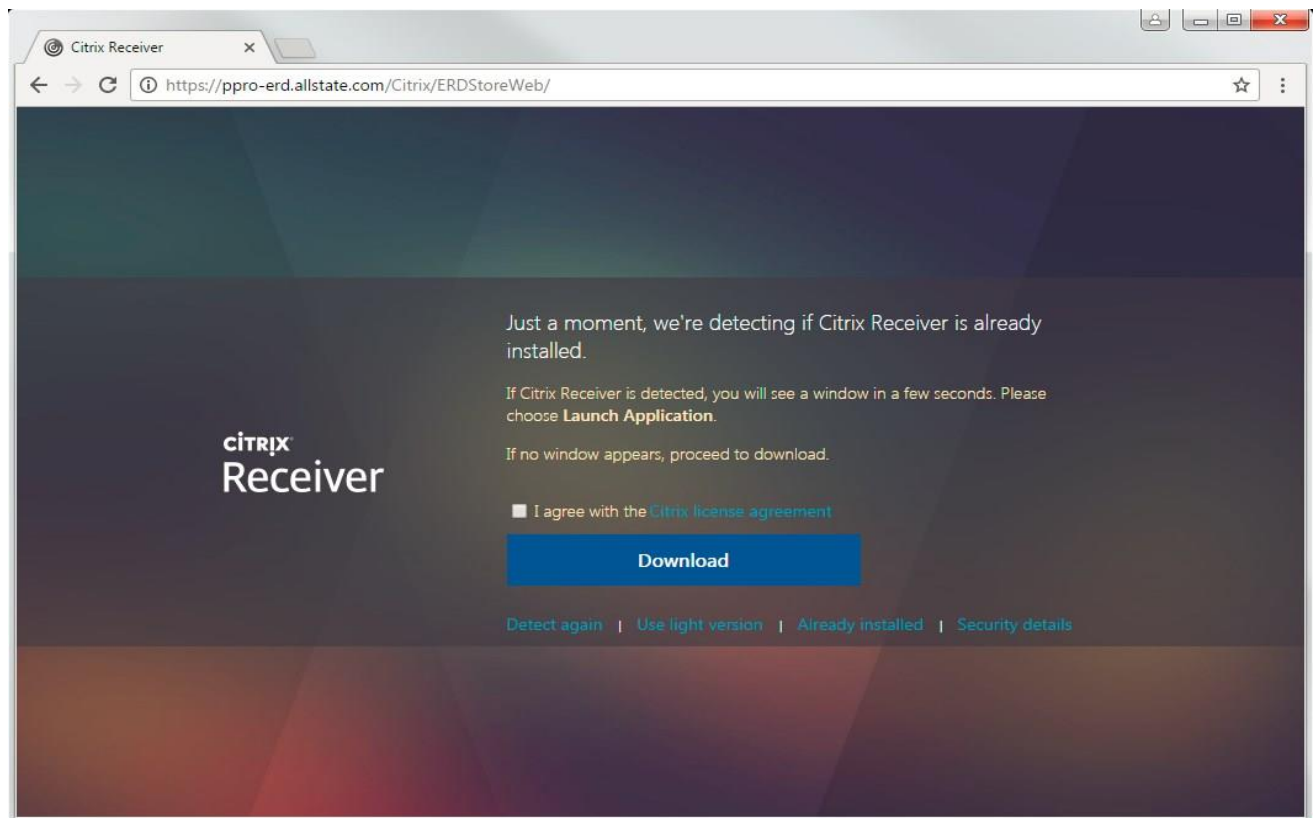 Citrix Receiver
https://ppro-erd.allstate.com/Citrix/ERDStoreWeb/
Just a moment, we're detecting if Citrix Receiver is already
installed.
If Citrix Receiver is detected, you will see a window in a few seconds. Please
choose Launch Application.
If no window appears, proceed to download.
CİTRIX
Receiver
I agree with the Citrix license agreement
Download
Detect again | Use light version | Already installed | Security details